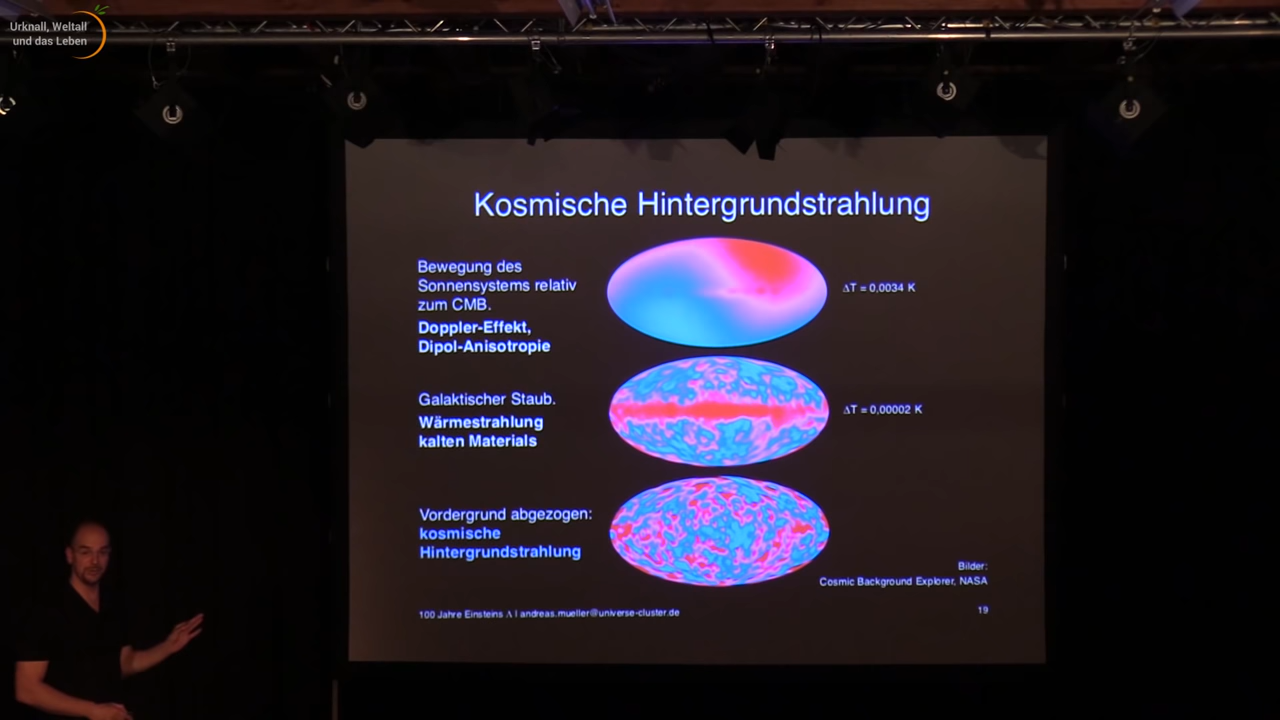 Urknall, Weltall
und das Leben
Kosmische Hintergrundstrahlung
Bewegung des
Sonnensystems relativ
zum CMB.
Doppler-Effekt,
Dipol-Anisotropie
ΔT = 0,0034 K
Galaktischer Staub.
Wärmestrahlung
kalten Materials
ΔT = 0,00002 K
Vordergrund abgezogen:
kosmische
Hintergrundstrahlung
Bilder:
Cosmic Background Explorer, NASA
100 Jahre Einsteins Λ | andreas.mueller@universe-cluster.de
19